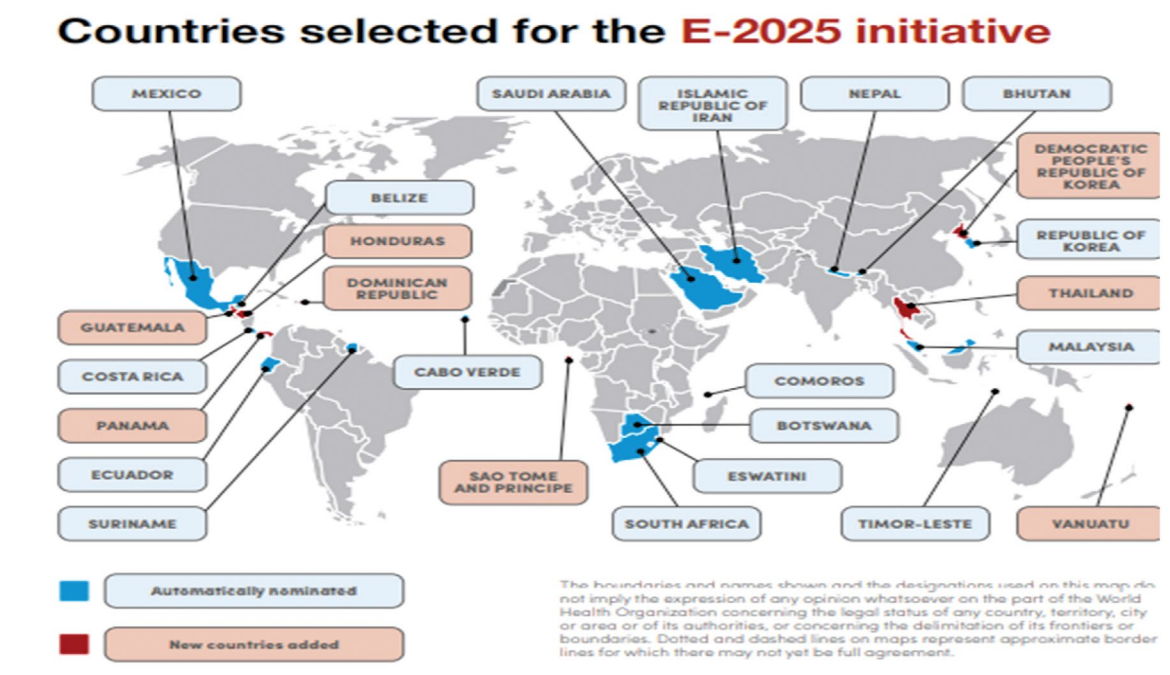 Countries selected for the E-2025 initiative
MEXICO
SAUDI ARABIA
ISLAMIC
REPUBLIC OF
IRAN
NEPAL
BHUTAN
DEMOCRATIC
PEOPLE'S
REPUBLIC OF
KOREA
BELIZE
HONDURAS
REPUBLIC OF
KOREA
DOMINICAN
REPUBLIC
THAILAND
GUATEMALA
MALAYSIA
COSTA RICA
CABO VERDE
COMOROS
PANAMA
BOTSWANA
ECUADOR
SAO TOME
AND PRINCIPE
ESWATINI
SURINAME
SOUTH AFRICA
TIMOR-LESTE
VANUATU
Automatically nominated
New countries added
The boundaries and names shown and the designations used on this map do
not imply the expression of any opinion whatsoever on the part of the World
Health Organization concerning the legal status of any country, territory, city
or area or of its authorities, or concerning the delimitation of its frontiers or
boundaries. Dotted and dashed lines on maps represent approximate border
lines for which there may not yet be full agreement.